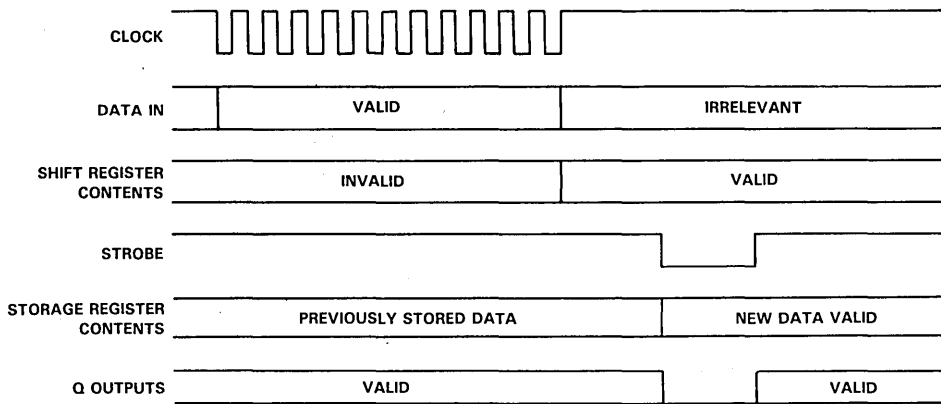 CLOCK
DATA IN
VALID
IRRELEVANT
SHIFT REGISTER
CONTENTS
INVALID
VALID
STROBE
STORAGE REGISTER
CONTENTS
PREVIOUSLY STORED DATA
NEW DATA VALID
Q OUTPUTS
VALID
VALID